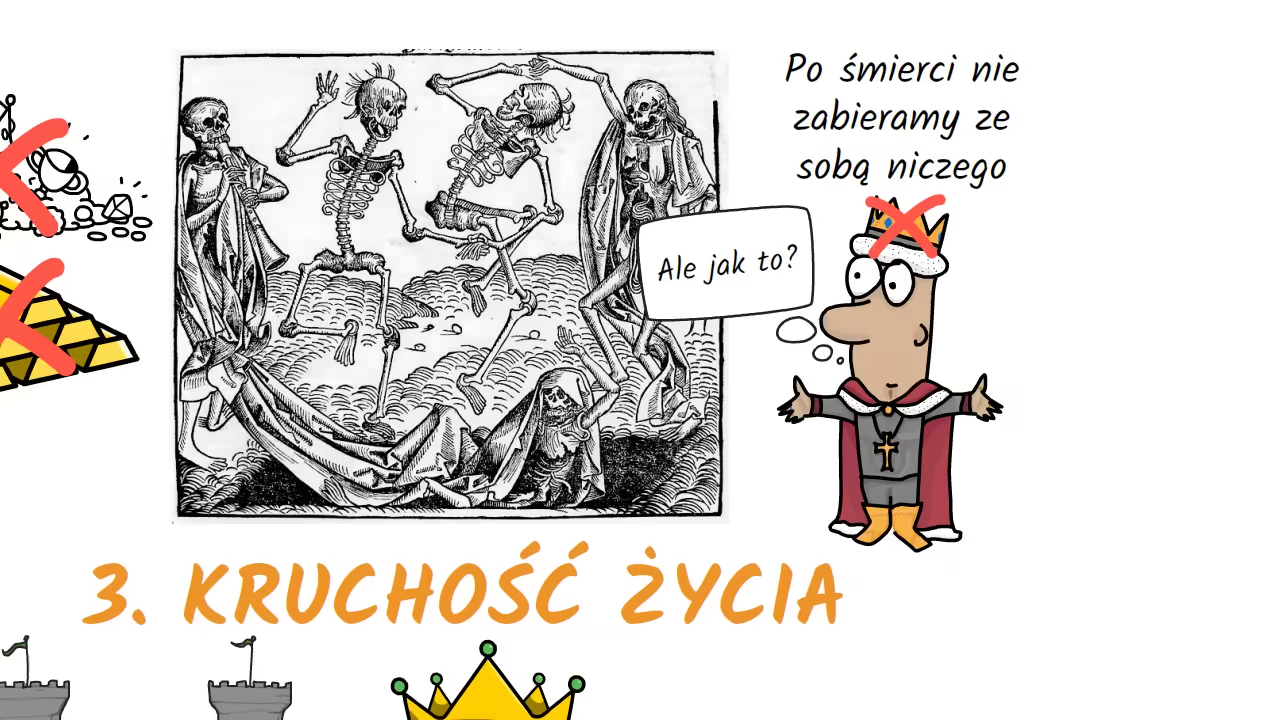 Po śmierci nie
zabieramy ze
sobą niczego
Ale jak to?
3. KRUCHOŚĆ ŻYCIA